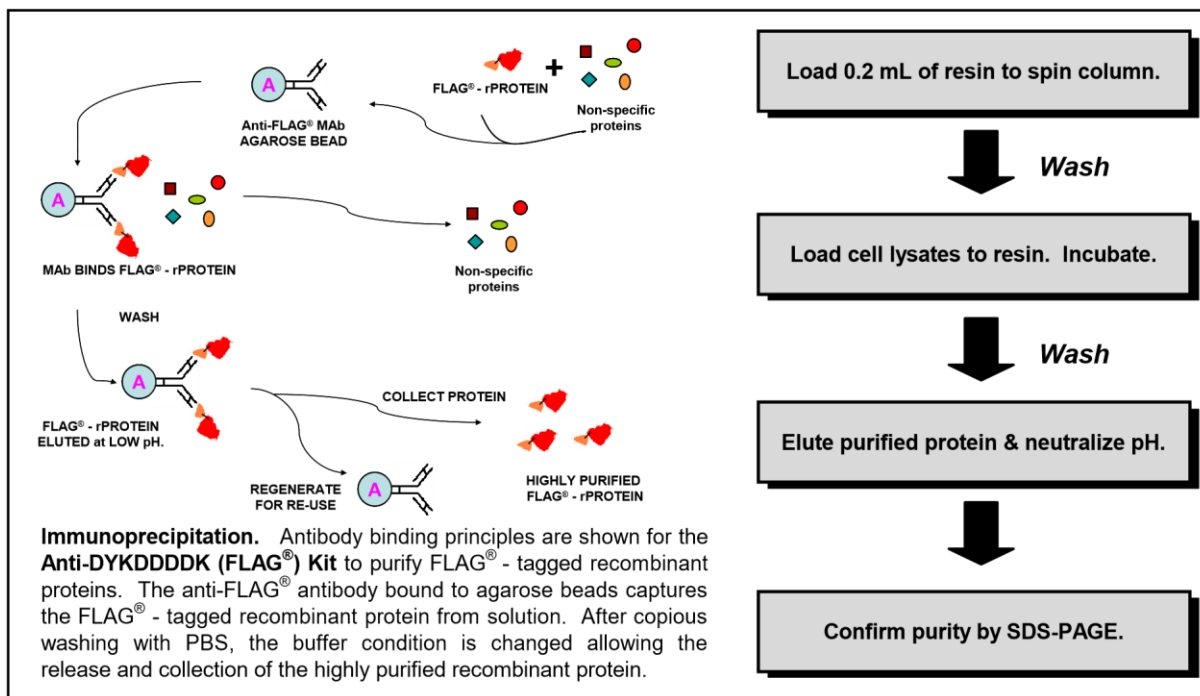 FLAG® - rPROTEIN
+
Non-specific
proteins
A
Anti-FLAG® MAb
AGAROSE BEAD
A
MAb BINDS FLAG® - rPROTEIN
Non-specific
proteins
WASH
A
FLAG® - rPROTEIN
ELUTED at LOW pH.
COLLECT PROTEIN
REGENERATE
FOR RE-USE
A
HIGHLY PURIFIED
FLAG® - rPROTEIN
Immunoprecipitation. Antibody binding principles are shown for the
Anti-DYKDDDDK (FLAG®) Kit to purify FLAG® - tagged recombinant
proteins. The anti-FLAG® antibody bound to agarose beads captures
the FLAG® - tagged recombinant protein from solution. After copious
washing with PBS, the buffer condition is changed allowing the
release and collection of the highly purified recombinant protein.
Load 0.2 mL of resin to spin column.
Wash
Load cell lysates to resin. Incubate.
Wash
Elute purified protein & neutralize pH.
Confirm purity by SDS-PAGE.